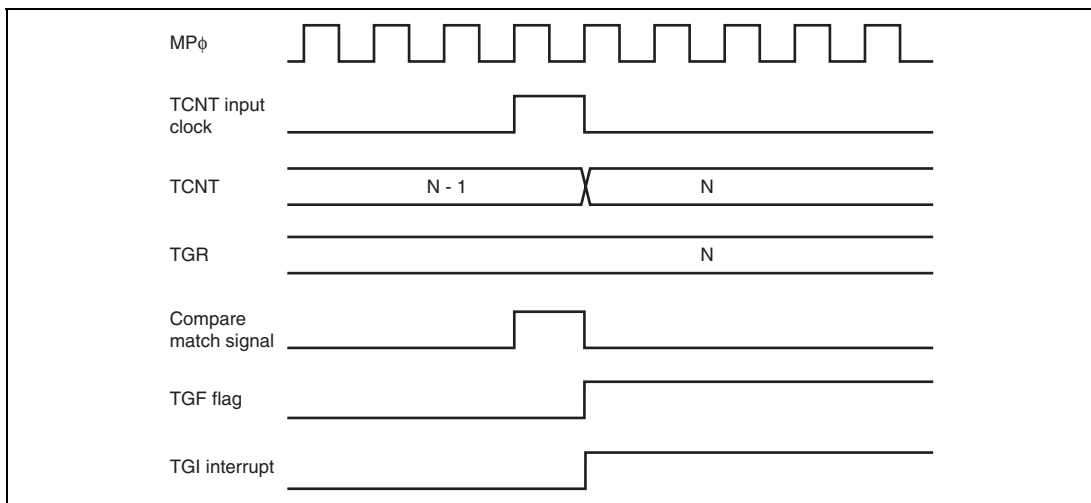 MPϕ
TCNT input
clock
TCNT
N - 1
N
TGR
N
Compare
match signal
TGF flag
TGI interrupt